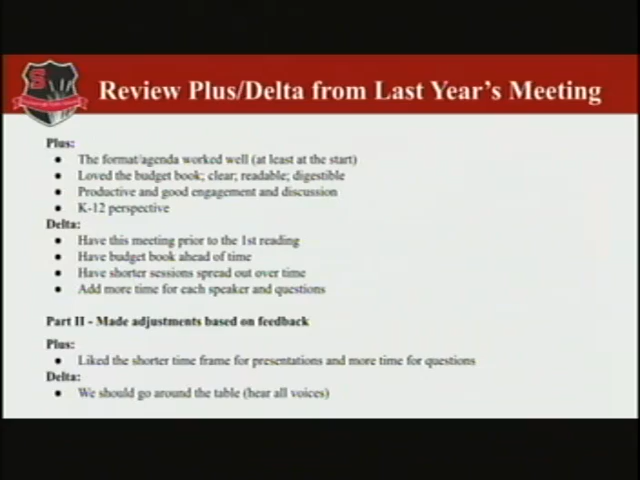 Review Plus/Delta from Last Year's Meeting
Plus:
● The format/agenda worked well (at least at the start)
● Loved the budget book; clear; readable; digestible
● Productive and good engagement and discussion
● K-12 perspective
Delta:
● Have this meeting prior to the 1st reading
● Have budget book ahead of time
● Have shorter sessions spread out over time
● Add more time for each speaker and questions
Part II - Made adjustments based on feedback
Plus:
● Liked the shorter time frame for presentations and more time for questions
Delta:
● We should go around the table (hear all voices)